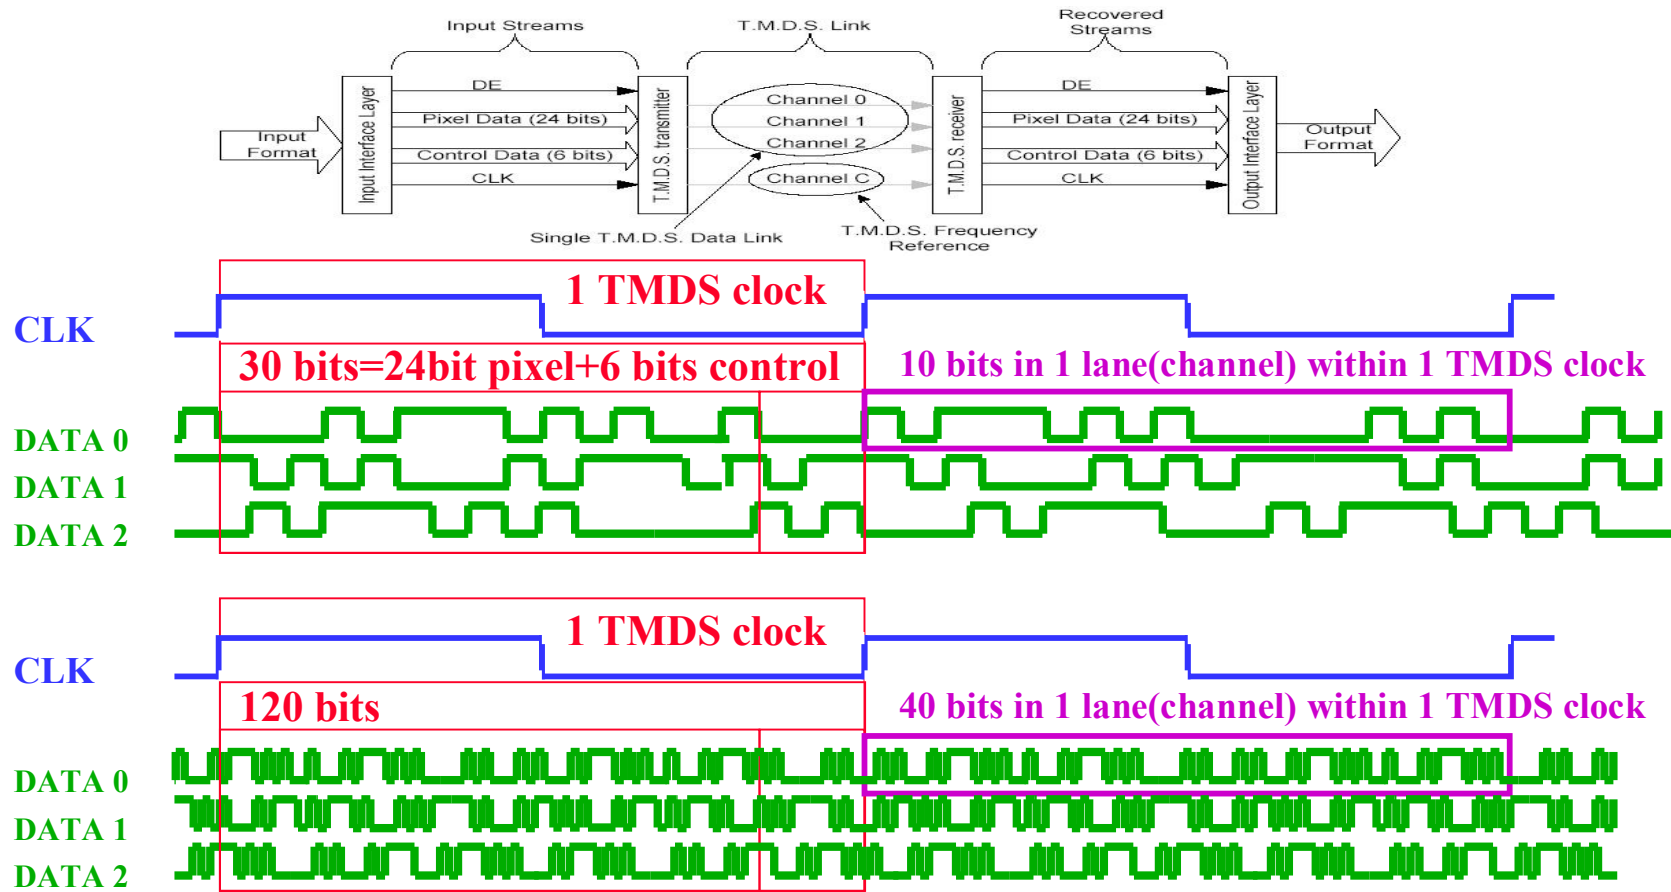 Input Streams
T.M.D.S. Link
Recovered
Streams
Input
Format
Input Interface Layer
DE
Pixel Data (24 bits)
Control Data (6 bits)
CLK
T.M.D.S. transmitter
Channel 0
Channel 1
Channel 2
Channel C
T.M.D.S. receiver
DE
Pixel Data (24 bits)
Control Data (6 bits)
CLK
Output Interface Layer
Output
Format
Single T.M.D.S. Data Link
T.M.D.S. Frequency
Reference
1 TMDS clock
CLK
30 bits=24bit pixel+6 bits control
10 bits in 1 lane(channel) within 1 TMDS clock
DATA 0
DATA 1
DATA 2
1 TMDS clock
CLK
120 bits
40 bits in 1 lane(channel) within 1 TMDS clock
DATA 0
DATA 1
DATA 2